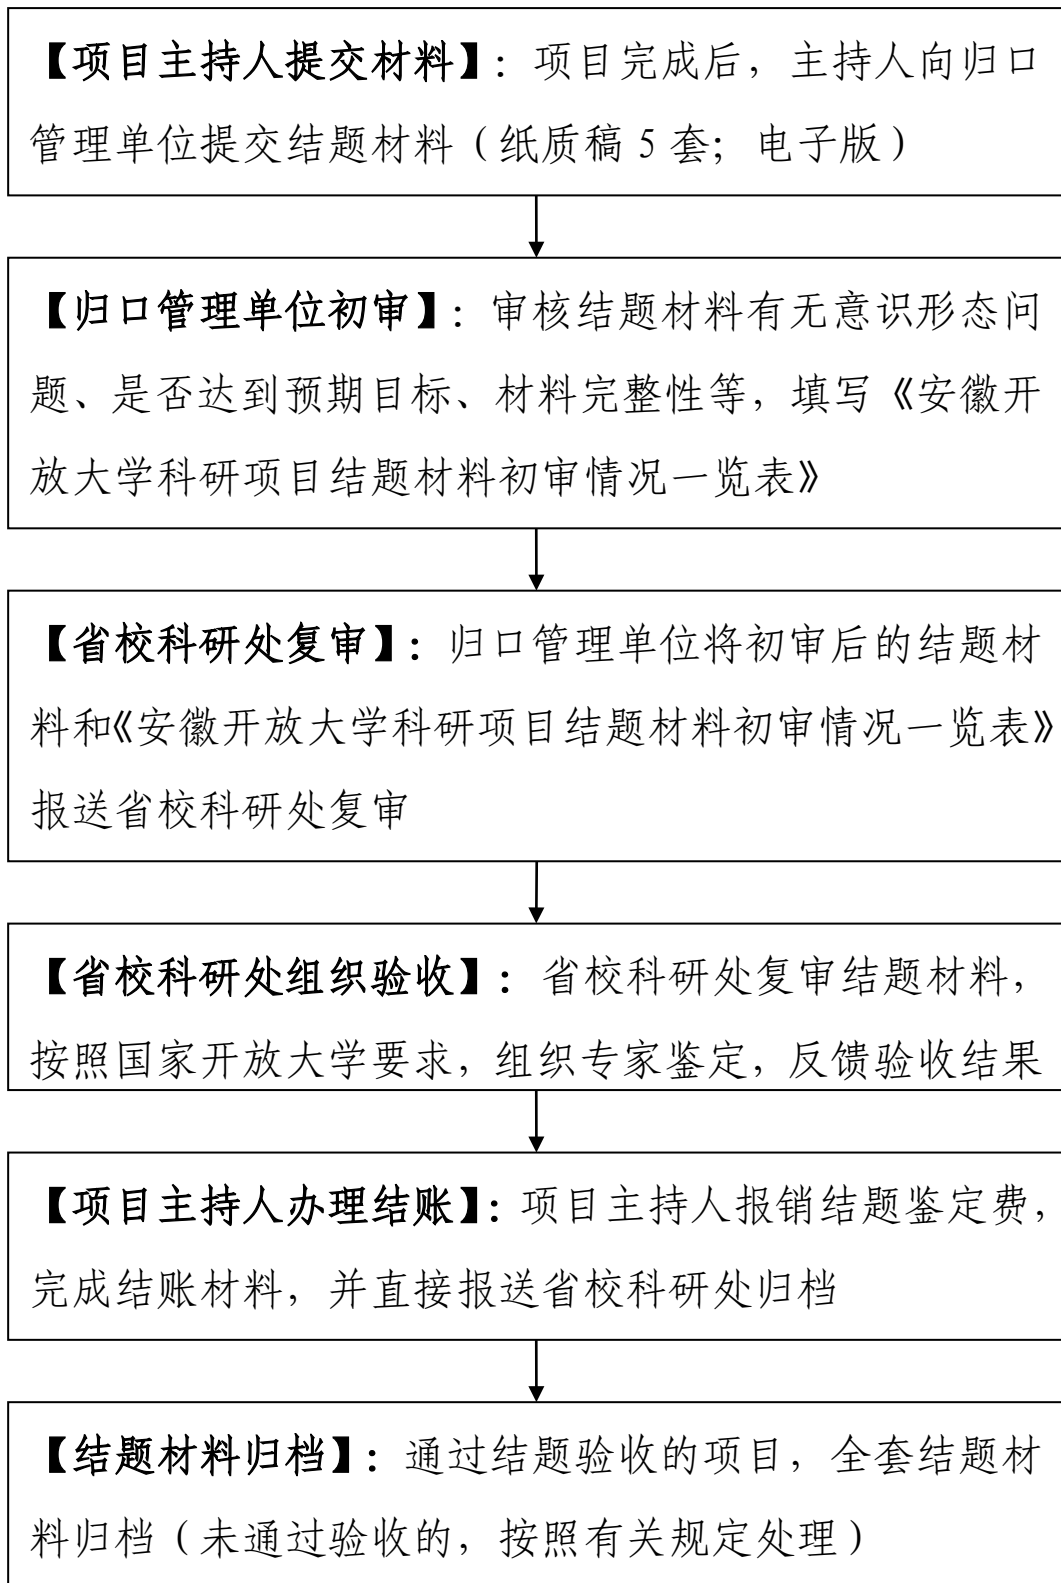 【项目主持人提交材料】：项目完成后，主持人向归口
管理单位提交结题材料（纸质稿 5 套；电子版）
【归口管理单位初审】：审核结题材料有无意识形态问
题、是否达到预期目标、材料完整性等，填写《安徽开
放大学科研项目结题材料初审情况一览表》
【省校科研处复审】：归口管理单位将初审后的结题材
料和《安徽开放大学科研项目结题材料初审情况一览表》
报送省校科研处复审
【省校科研处组织验收】：省校科研处复审结题材料，
按照国家开放大学要求，组织专家鉴定，反馈验收结果
【项目主持人办理结账】：项目主持人报销结题鉴定费，
完成结账材料，并直接报送省校科研处归档
【结题材料归档】：通过结题验收的项目，全套结题材
料归档（未通过验收的，按照有关规定处理）